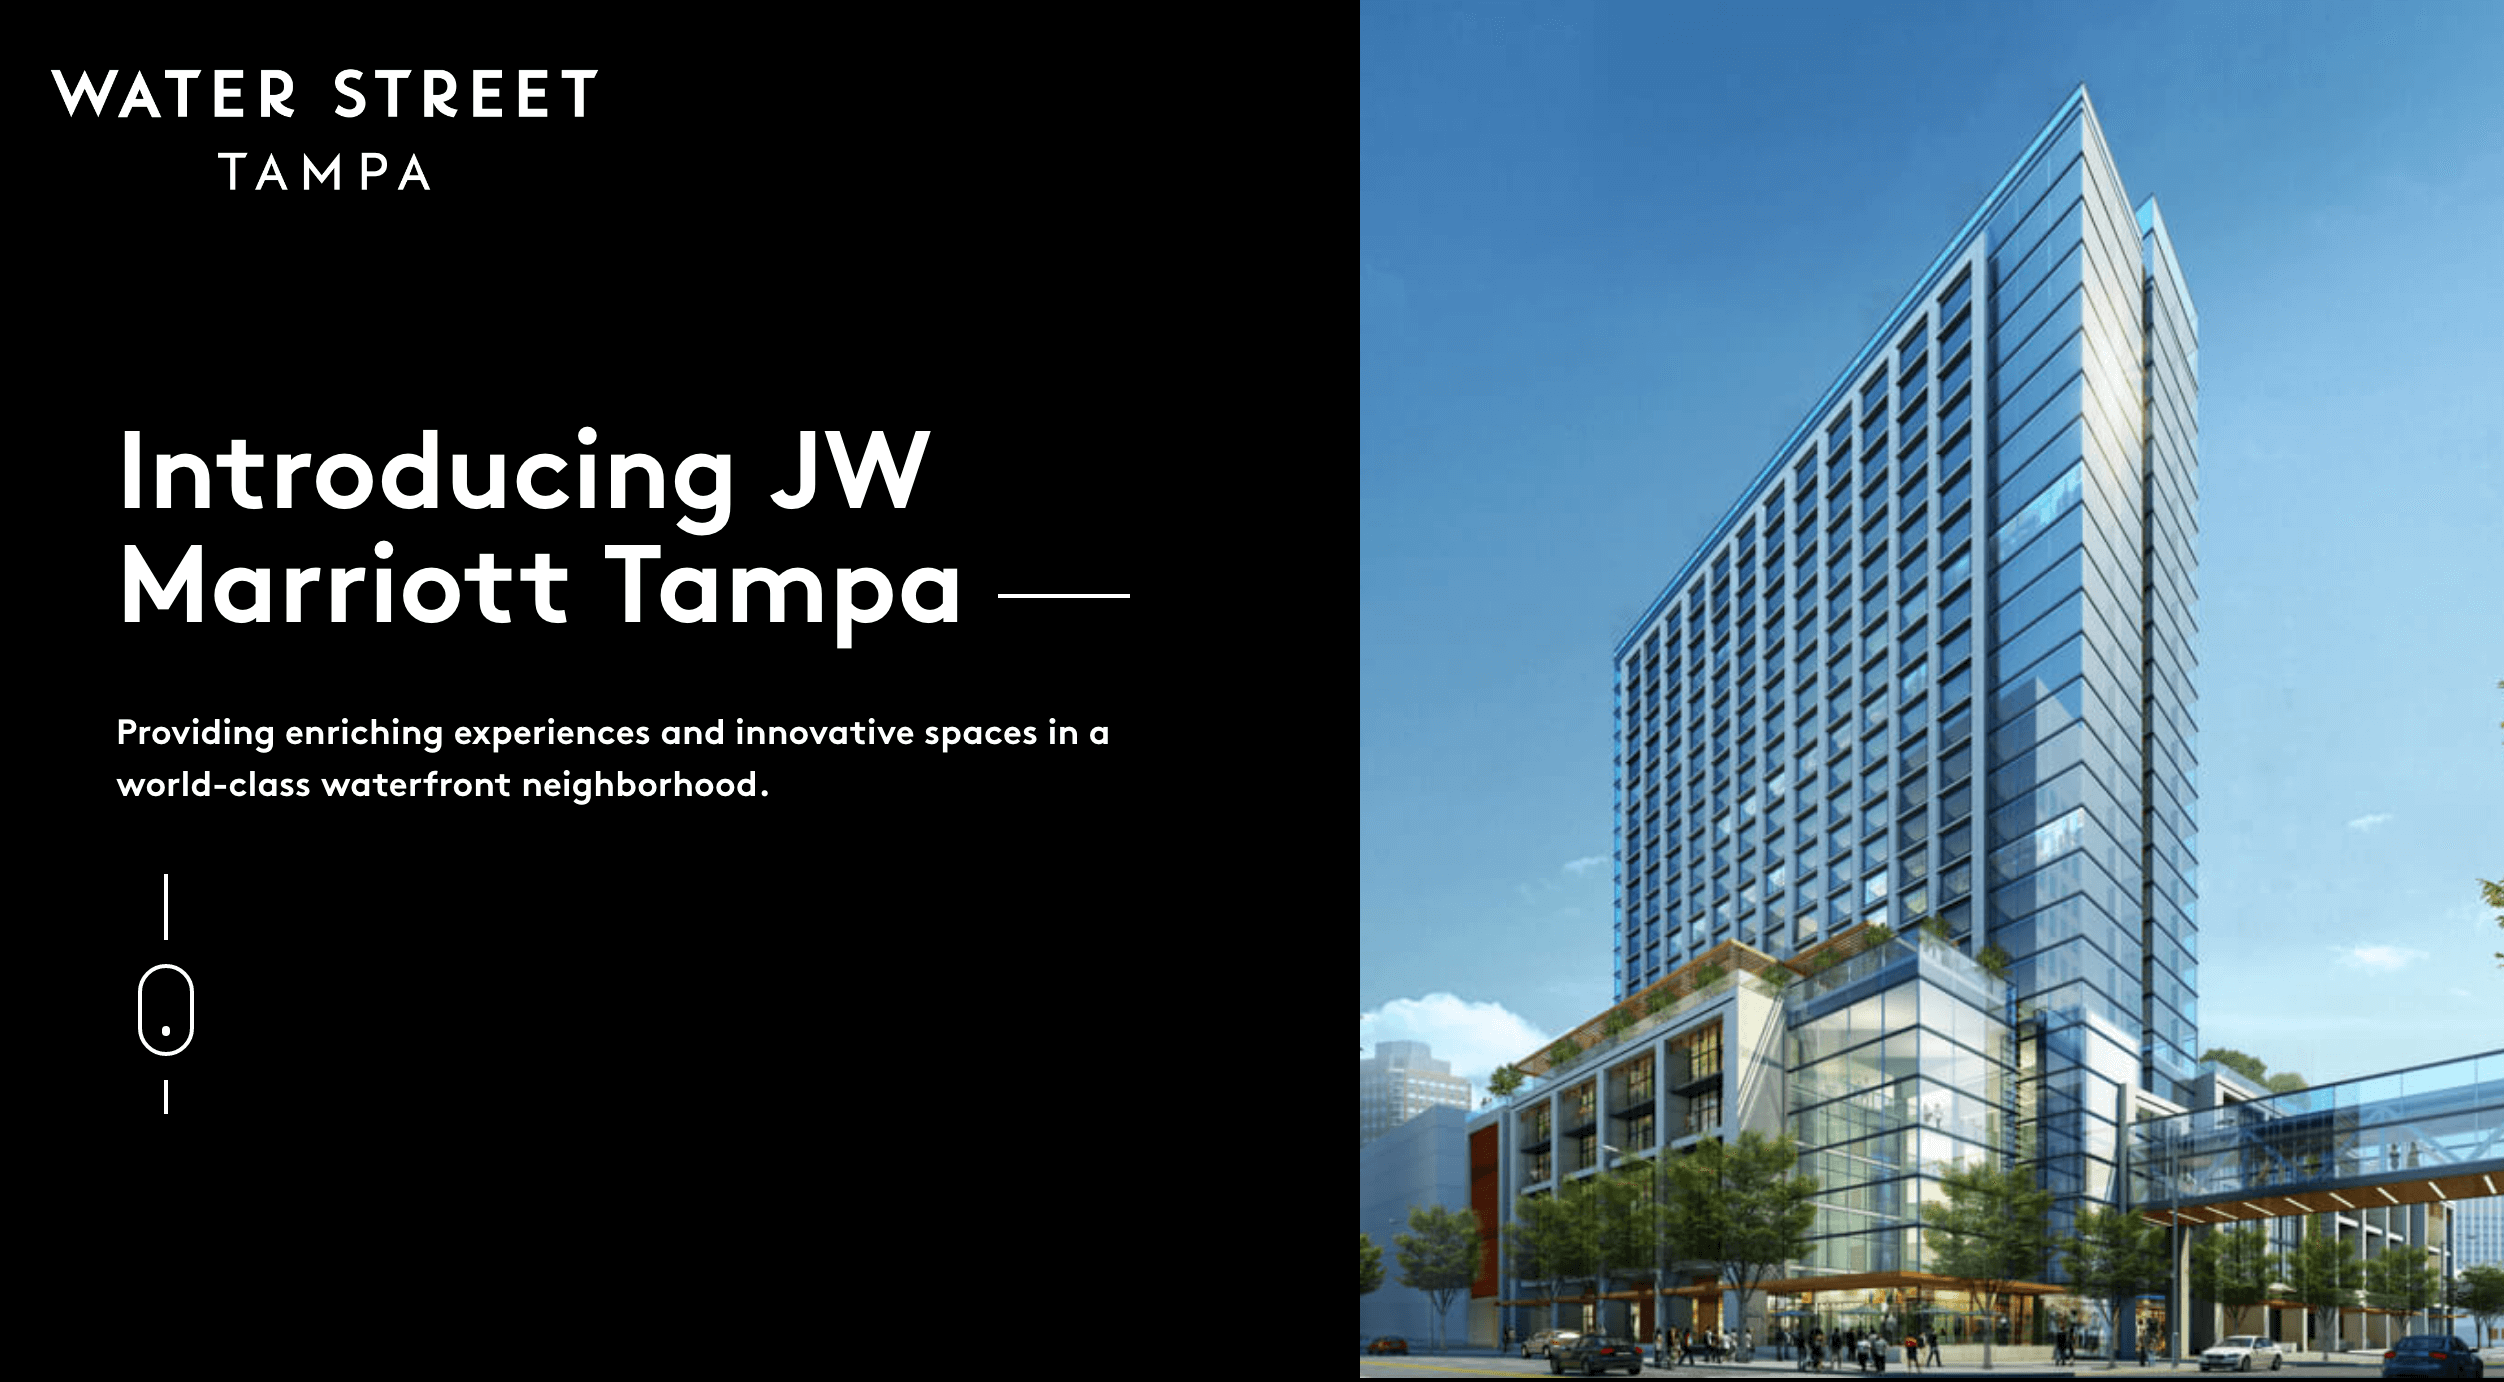 WATER STREET
TAMPA
Introducing JW
Marriott Tampa
Providing enriching experiences and innovative spaces in a
world-class waterfront neighborhood.